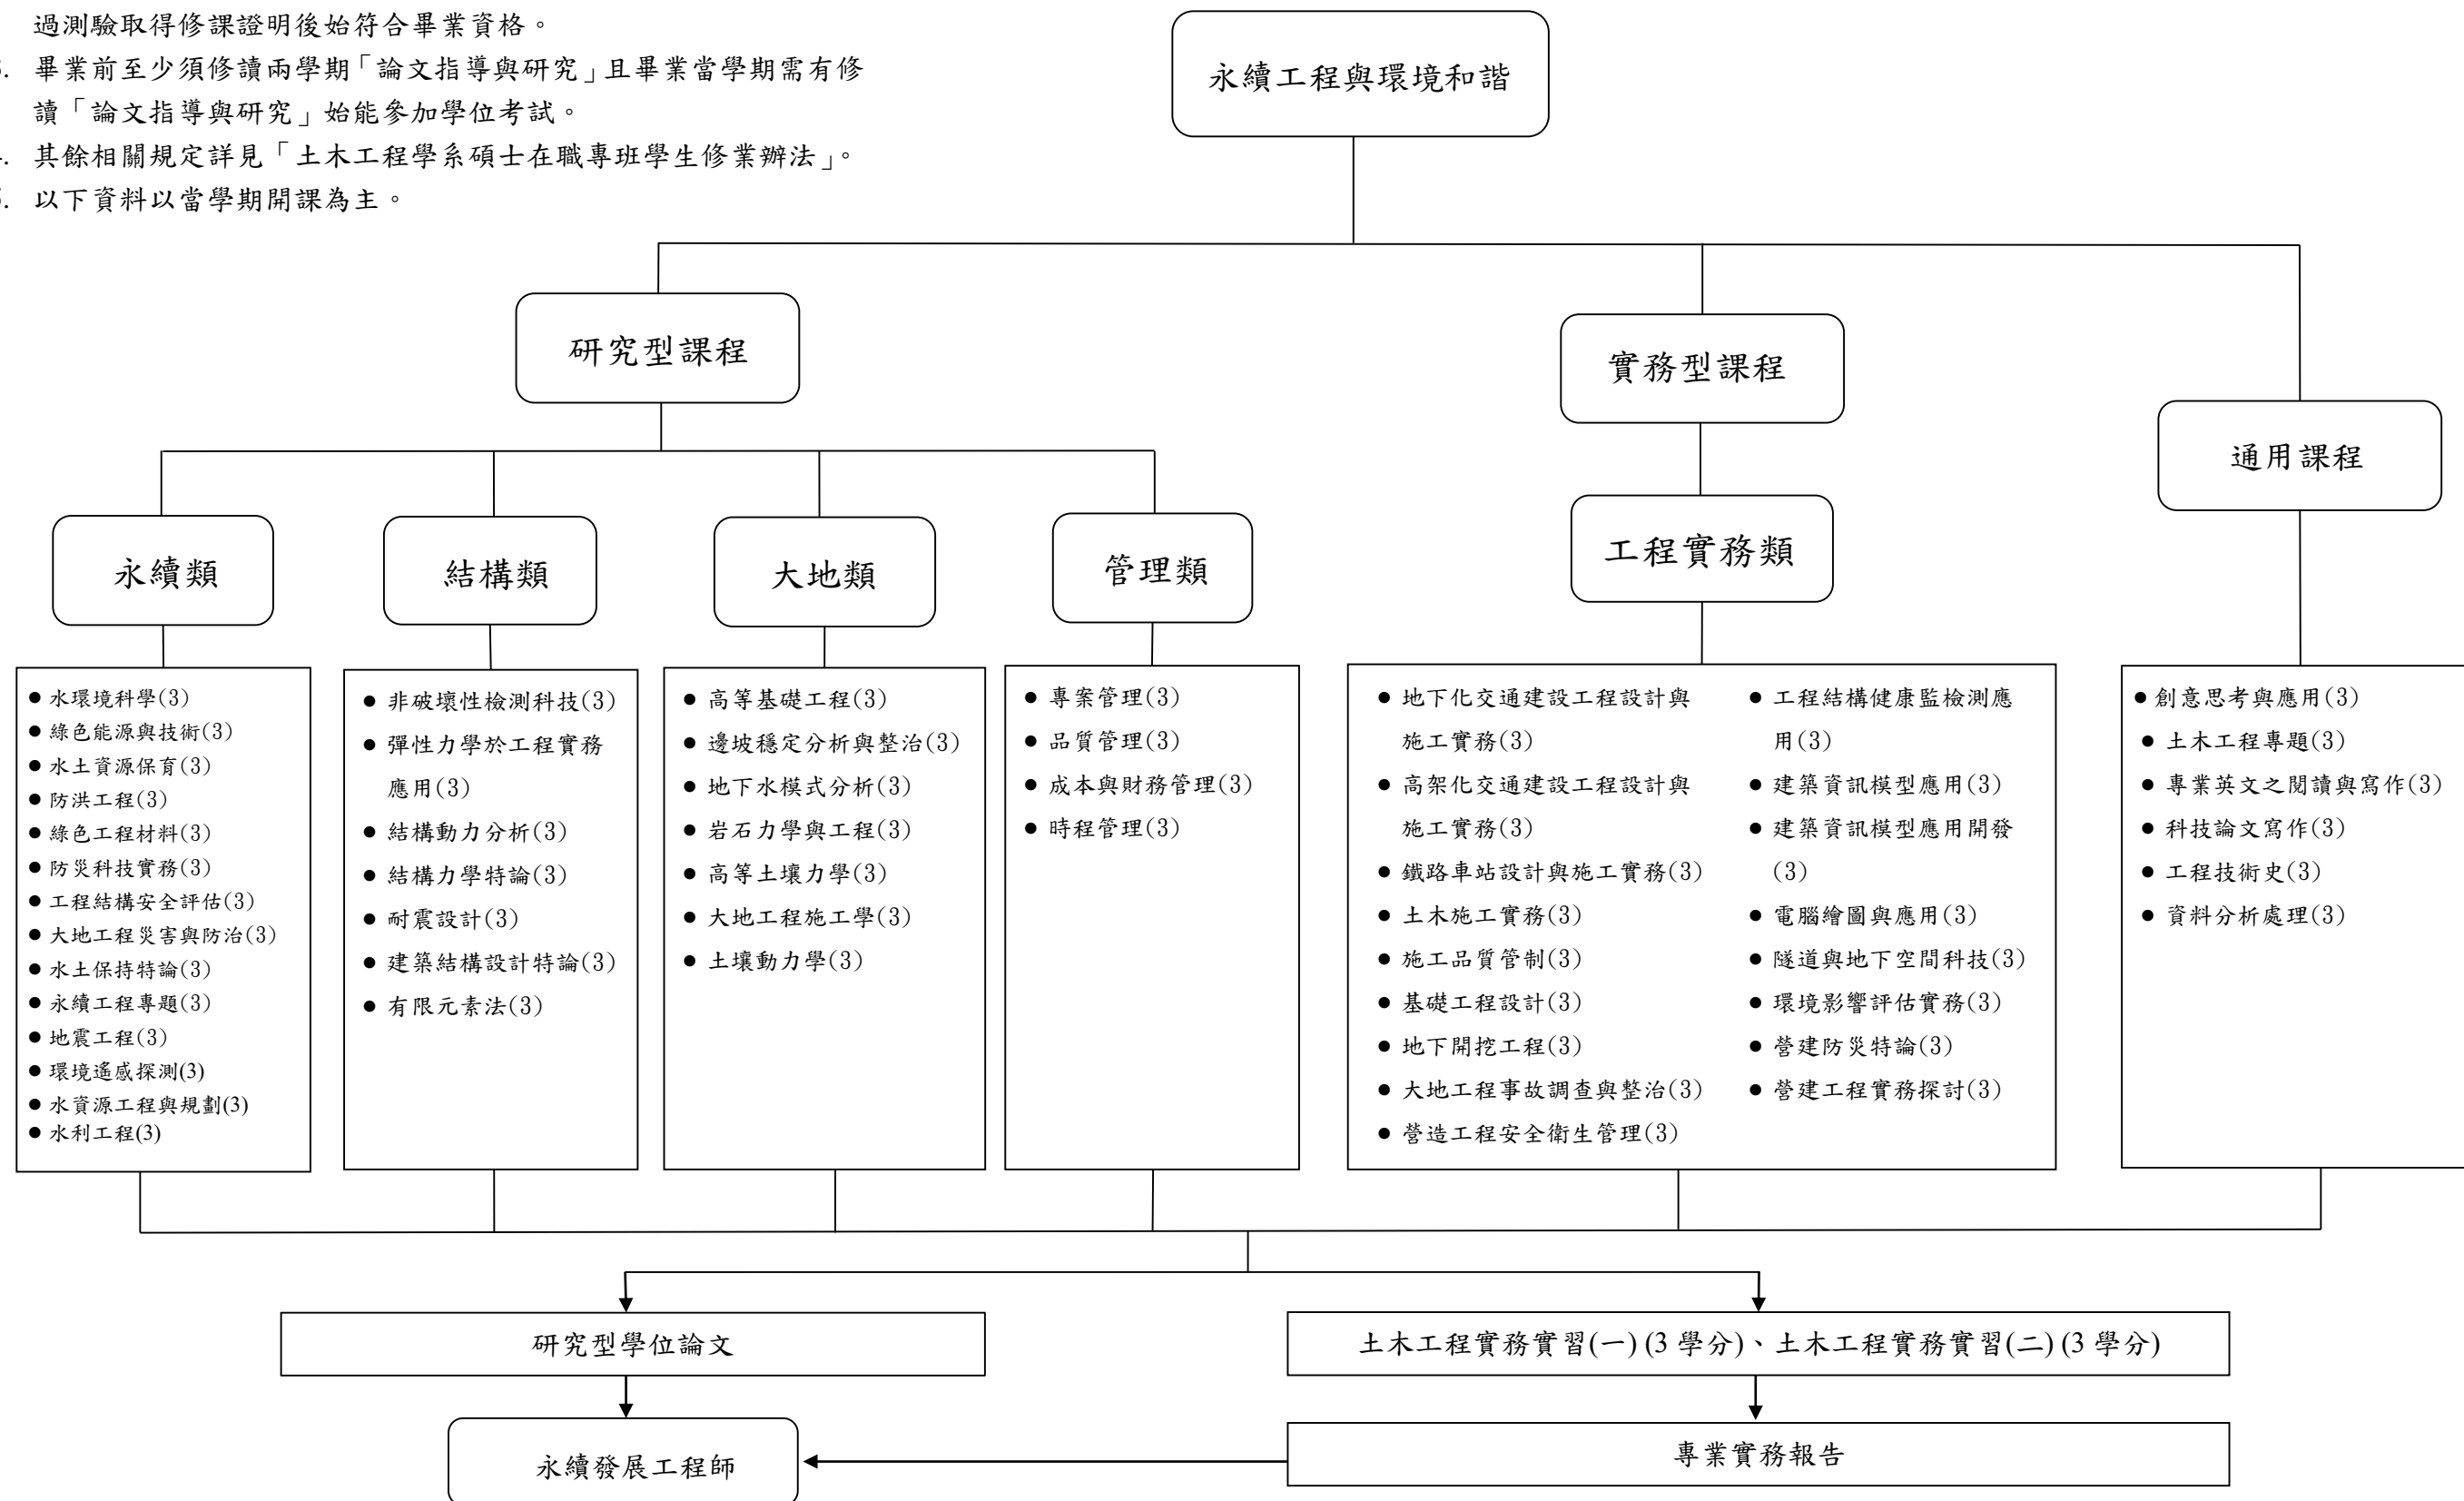 過測驗取得修課證明後始符合畢業資格。
畢業前至少須修讀兩學期「論文指導與研究」且畢業當學期需有修
讀「論文指導與研究」始能參加學位考試。
其餘相關規定詳見「土木工程學系碩士在職專班學生修業辦法」。
以下資料以當學期開課為主。
永續工程與環境和諧
研究型課程
實務型課程
通用課程
永續類
結構類
大地類
管理類
工程實務類
●水環境科學(3)
●綠色能源與技術(3)
●水土資源保育(3)
●防洪工程(3)
●綠色工程材料(3)
●防災科技實務(3)
●工程結構安全評估(3)
●大地工程災害與防治(3)
●水土保持特論(3)
●永續工程專題(3)
●地震工程(3)
●環境遙感探測(3)
●水資源工程與規劃(3)
●水利工程(3)
●非破壞性檢測科技(3)
●彈性力學於工程實務
應用(3)
●結構動力分析(3)
●結構力學特論(3)
●耐震設計(3)
●建築結構設計特論(3)
●有限元素法(3)
●高等基礎工程(3)
●邊坡穩定分析與整治(3)
●地下水模式分析(3)
●岩石力學與工程(3)
●高等土壤力學(3)
●大地工程施工學(3)
●土壤動力學(3)
●專案管理(3)
●品質管理(3)
●成本與財務管理(3)
●時程管理(3)
●地下化交通建設工程設計與
施工實務(3)
●高架化交通建設工程設計與
施工實務(3)
●鐵路車站設計與施工實務(3)
●土木施工實務(3)
●施工品質管制(3)
●基礎工程設計(3)
●地下開挖工程(3)
●大地工程事故調查與整治(3)
●營造工程安全衛生管理(3)
●工程結構健康監檢測應
用(3)
●建築資訊模型應用(3)
●建築資訊模型應用開發
(3)
●電腦繪圖與應用(3)
●隧道與地下空間科技(3)
●環境影響評估實務(3)
●營建防災特論(3)
●營建工程實務探討(3)
●創意思考與應用(3)
●土木工程專題(3)
●專業英文之閱讀與寫作(3)
●科技論文寫作(3)
●工程技術史(3)
●資料分析處理(3)
研究型學位論文
土木工程實務實習(一) (3 學分)、土木工程實務實習(二) (3 學分)
永續發展工程師
專業實務報告